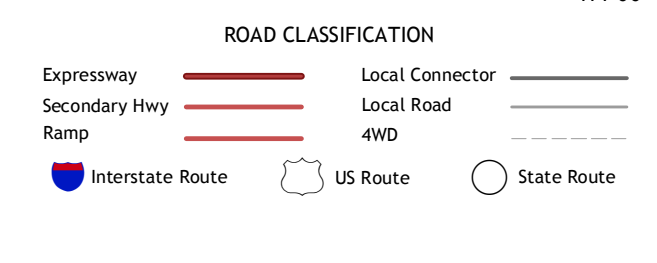 ROAD CLASSIFICATION
Expressway
Local Connector
Secondary Hwy
Local Road
Ramp
4WD
Interstate Route
US Route
State Route